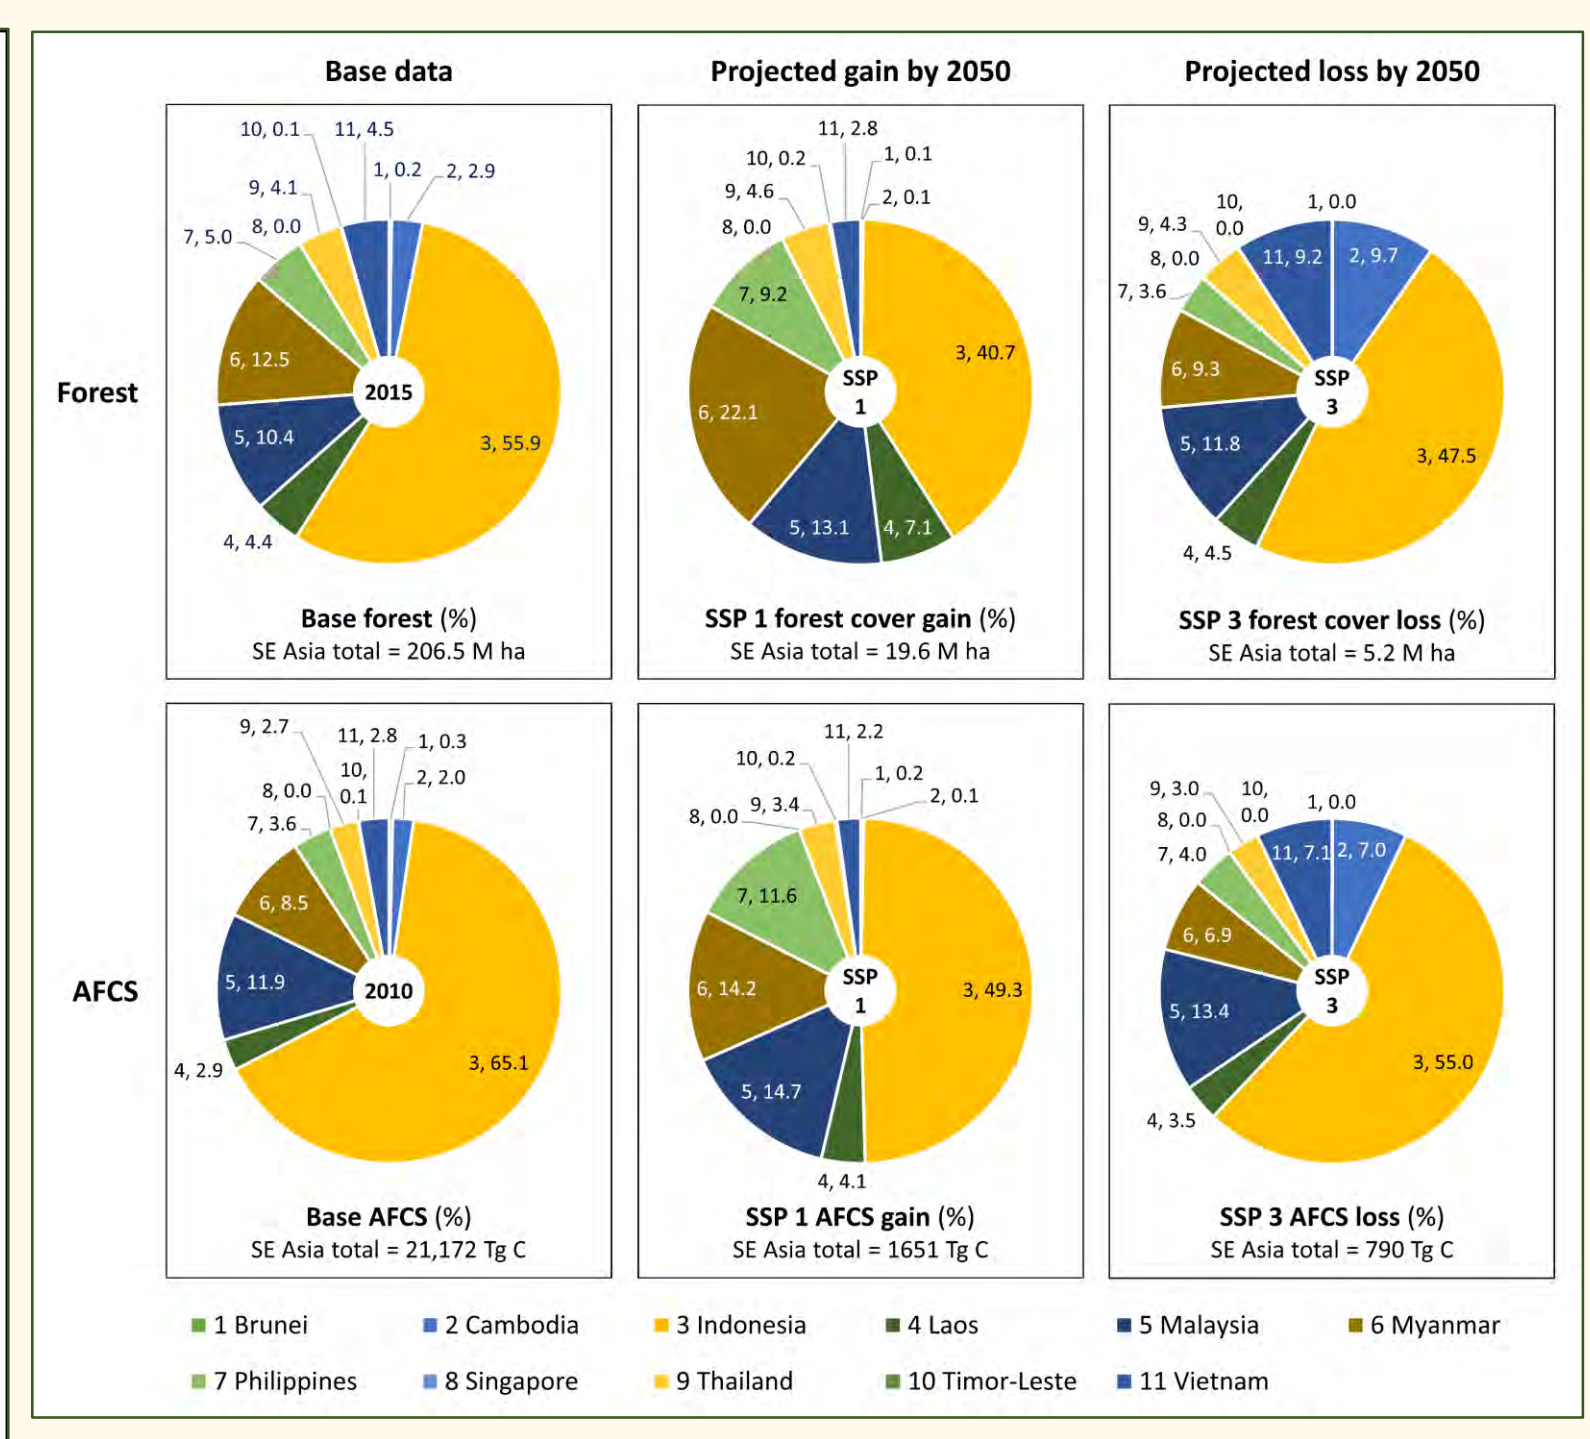 Base data
Projected gain by 2050
Projected loss by 2050
Forest
10, 0.1
11, 4.5
1, 0.2
2, 2.9
9, 4.1
8, 0.0
7, 5.0
6, 12.5
2015
5, 10.4
3, 55.9
4, 4.4
Base forest (%)
SE Asia total = 206.5 M ha
11, 2.8
10, 0.2
1, 0.1
9, 4.6
2, 0.1
8, 0.0
7, 9.2
3, 40.7
SSP
1
6, 22.1
5, 13.1
4, 7.1
SSP 1 forest cover gain (%)
SE Asia total = 19.6 M ha
10,
0.0
1, 0.0
9, 4.3
8, 0.0
11, 9.2
2, 9.7
7, 3.6
6, 9.3
SSP
3
5, 11.8
3, 47.5
4, 4.5
SSP 3 forest cover loss (%)
SE Asia total = 5.2 M ha
AFCS
9, 2.7
11, 2.8
1, 0.3
10,
0.1
2, 2.0
8, 0.0
7, 3.6
6, 8.5
5, 11.9
2010
3, 65.1
4, 2.9
Base AFCS (%)
SE Asia total = 21,172 Tg C
11, 2.2
10, 0.2
1, 0.2
2, 0.1
9, 3.4
8, 0.0
7, 11.6
6, 14.2
SSP
1
3, 49.3
5, 14.7
4, 4.1
SSP 1 AFCS gain (%)
SE Asia total = 1651 Tg C
9, 3.0
10,
0.0
1, 0.0
8, 0.0
7, 4.0
11, 7.1
2, 7.0
6, 6.9
SSP
3
5, 13.4
3, 55.0
4, 3.5
SSP 3 AFCS loss (%)
SE Asia total = 790 Tg C
1 Brunei
2 Cambodia
3 Indonesia
4 Laos
5 Malaysia
6 Myanmar
7 Philippines
8 Singapore
9 Thailand
10 Timor-Leste
11 Vietnam